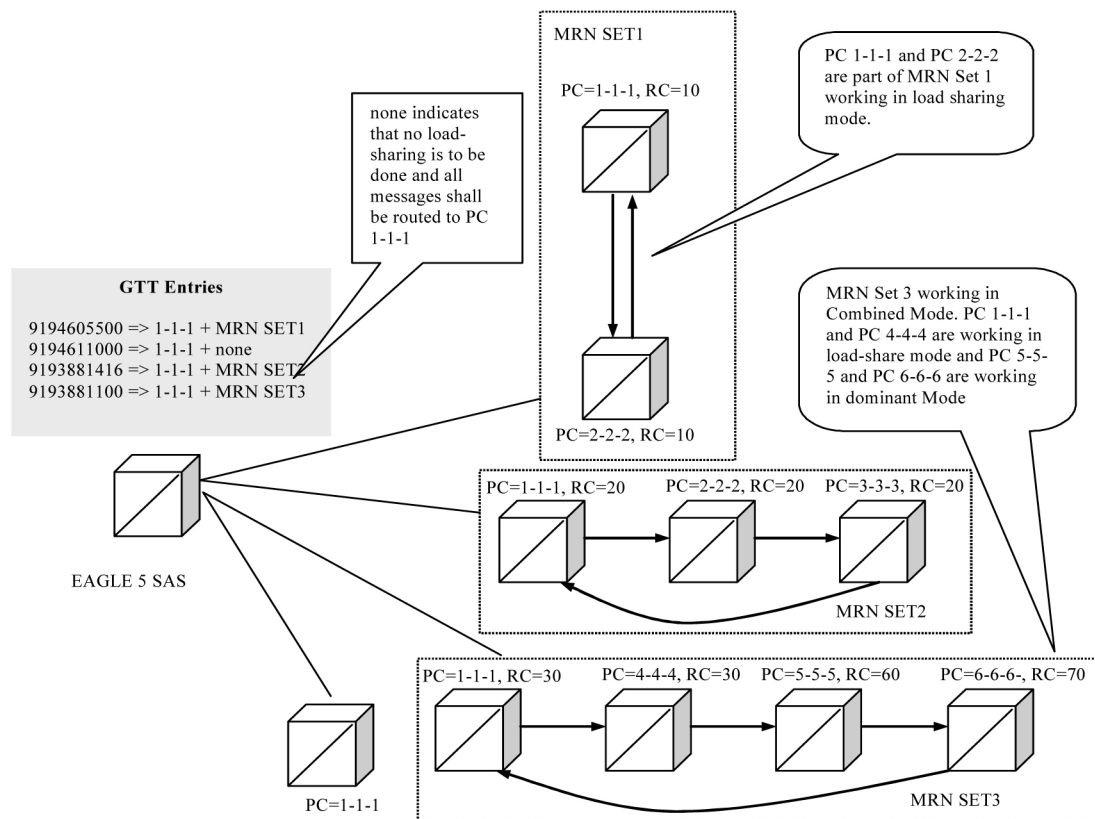 MRN SET1
PC=1-1-1, RC=10
PC=2-2-2, RC=10
PC 1-1-1 and PC 2-2-2
are part of MRN Set 1
working in load sharing
mode.
none indicates
that no load-
sharing is to be
done and all
messages shall
be routed to PC
1-1-1
GTT Entries
9194605500 => 1-1-1 + MRN SET1
9194611000 => 1-1-1 + none
9193881416 => 1-1-1 + MRN SET2
9193881100 => 1-1-1 + MRN SET3
MRN Set 3 working in
Combined Mode. PC 1-1-1
and PC 4-4-4 are working in
load-share mode and PC 5-5-
5 and PC 6-6-6 are working
in dominant Mode
EAGLE 5 SAS
PC=1-1-1, RC=20
PC=2-2-2, RC=20
PC=3-3-3, RC=20
MRN SET2
PC=1-1-1, RC=30
PC=4-4-4, RC=30
PC=5-5-5, RC=60
PC=6-6-6-, RC=70
MRN SET3
PC=1-1-1